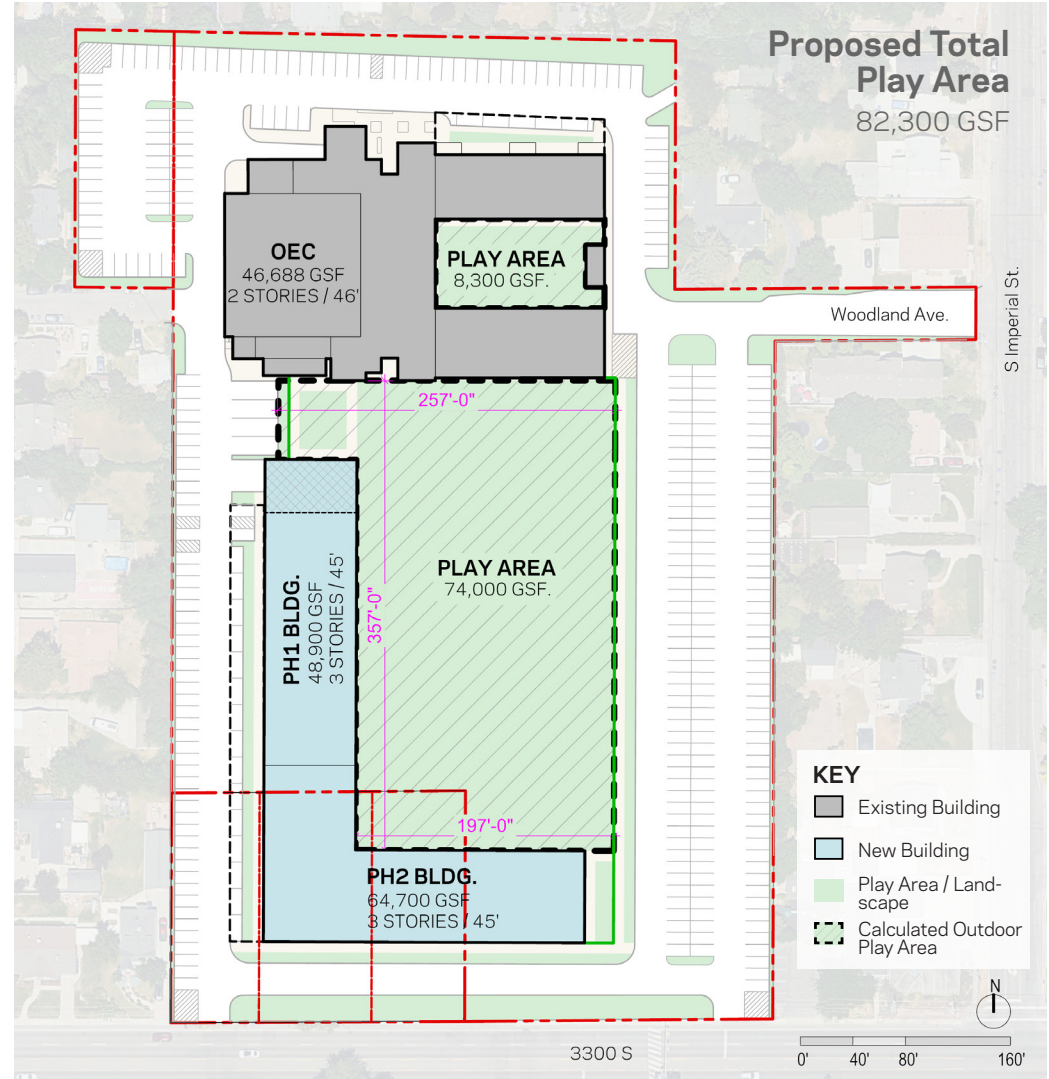 Proposed Total
Play Area
82,300 GSF
OEC
46,688 GSF
2 STORIES / 46'
PLAY AREA
8,300 GSF.
Woodland Ave.
S Imperial St.
257'-0"
PH1 BLDG.
48,900 GSF
3 STORIES / 45'
357'-0"
PLAY AREA
74,000 GSF.
197'-0"
PH2 BLDG.
64,700 GSF
3 STORIES / 45'
KEY
Existing Building
New Building
Play Area / Land-
scape
Calculated Outdoor
Play Area
N
3300 S
0' 40' 80' 160'